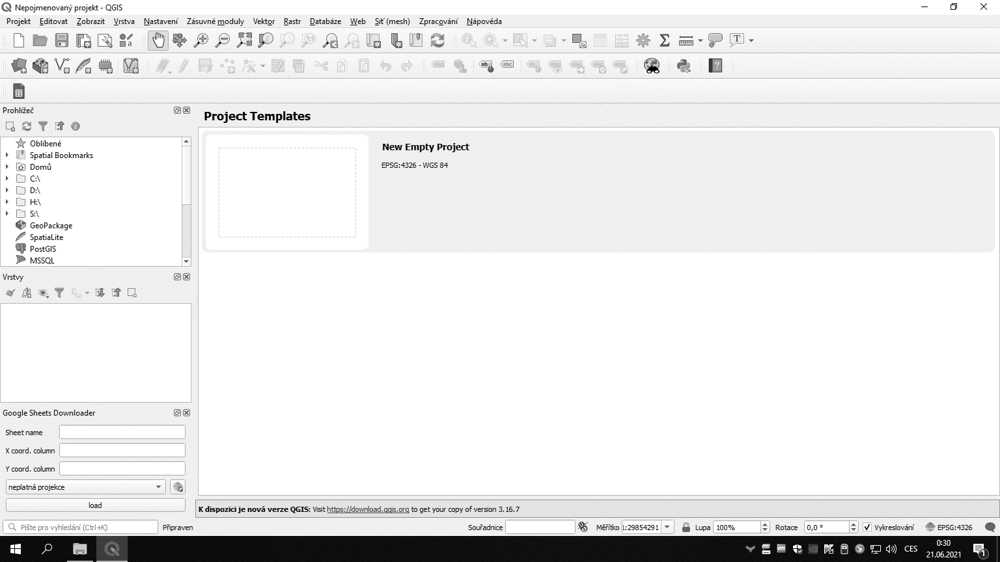 Nepojmenovaný projekt - QGIS
Projekt Editovat Zobrazit Vrstva Nastavení Zásuvné moduly Vektor Rastr Databáze Web Síť (mesh) Zpracování Nápověda
Prohlížeč
Oblíbené
Spatial Bookmarks
Domů
C:\
D:\
H:\
S:\
GeoPackage
SpatiaLite
PostGIS
MSSQL
Vrstvy
Google Sheets Downloader
Sheet name
X coord. column
Y coord. column
neplatná projekce
load
Project Templates
New Empty Project
EPSG:4326 - WGS 84
K dispozici je nová verze QGIS: Visit https://download.qgis.org to get your copy of version 3.16.7
Pište pro vyhledání (Ctrl+K) Připraven Souřadnice Měřítko 1:29854291 Lupa 100% Rotace 0,0 ° Vykreslování EPSG:4326
CES
0:30
21.06.2021
1